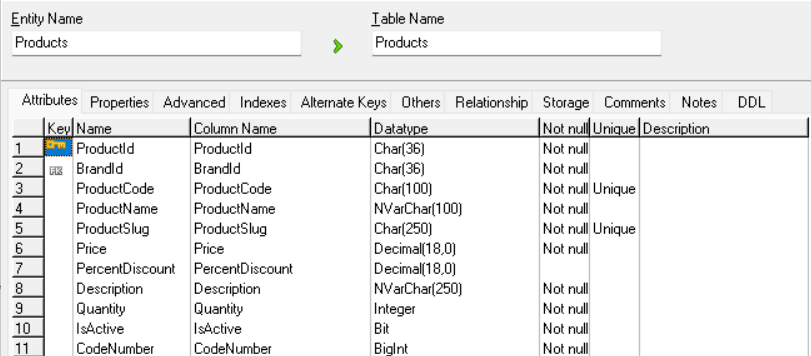 Entity Name Table Name
Products Products
Attributes Properties Advanced Indexes Alternate Keys Others Relationship Storage Comments Notes DDL
Key Name Column Name Datatype Not null Unique Description
1 ProductId ProductId Char(36) Not null
2 FK BrandId BrandId Char(36) Not null
3 ProductCode ProductCode Char(100) Not null Unique
4 ProductName ProductName NVarChar(100) Not null
5 ProductSlug ProductSlug Char(250) Not null Unique
6 Price Price Decimal(18,0) Not null
7 PercentDiscount PercentDiscount Decimal(18,0)
8 Description Description NVarChar(250) Not null
9 Quantity Quantity Integer Not null
10 IsActive IsActive Bit Not null
11 CodeNumber CodeNumber BigInt Not null